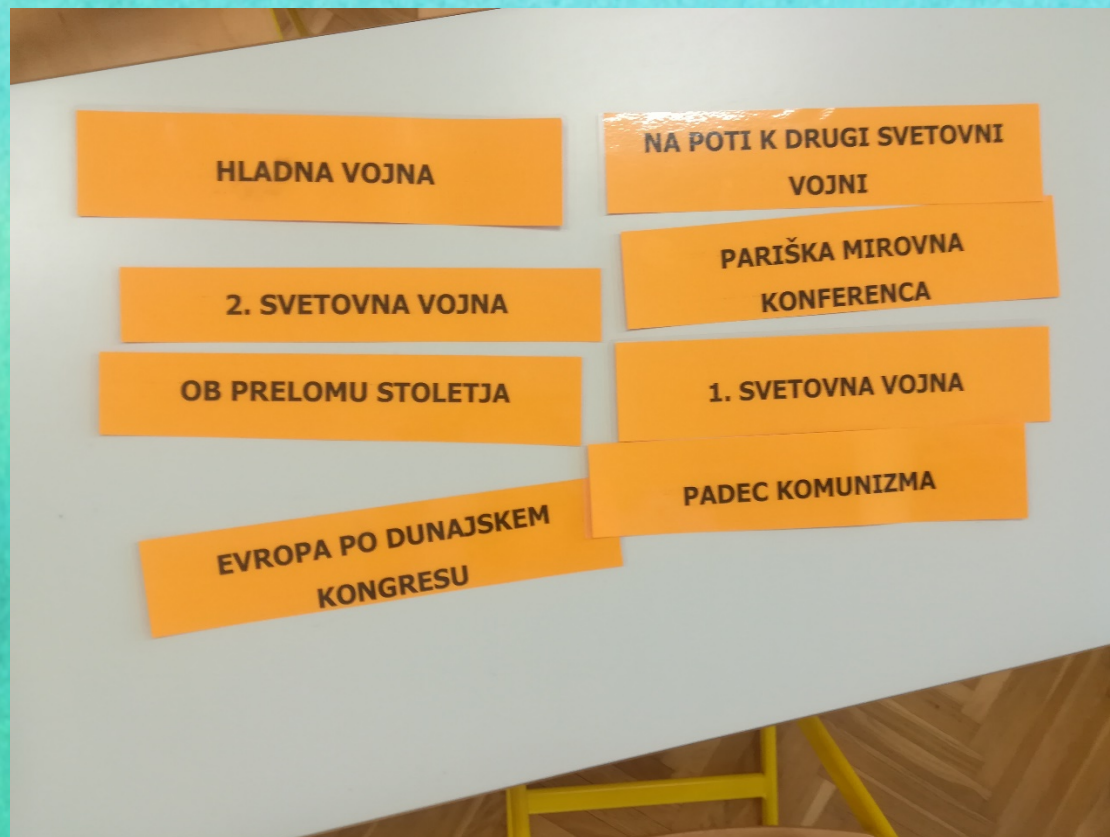 HLADNA VOJNA
NA POTI K DRUGI SVETOVNI
VOJNI
PARIŠKA MIROVNA
KONFERENCA
2. SVETOVNA VOJNA
OB PRELOMU STOLETJA
1. SVETOVNA VOJNA
PADEC KOMUNIZMA
EVROPA PO DUNAJSKEM
KONGRESU